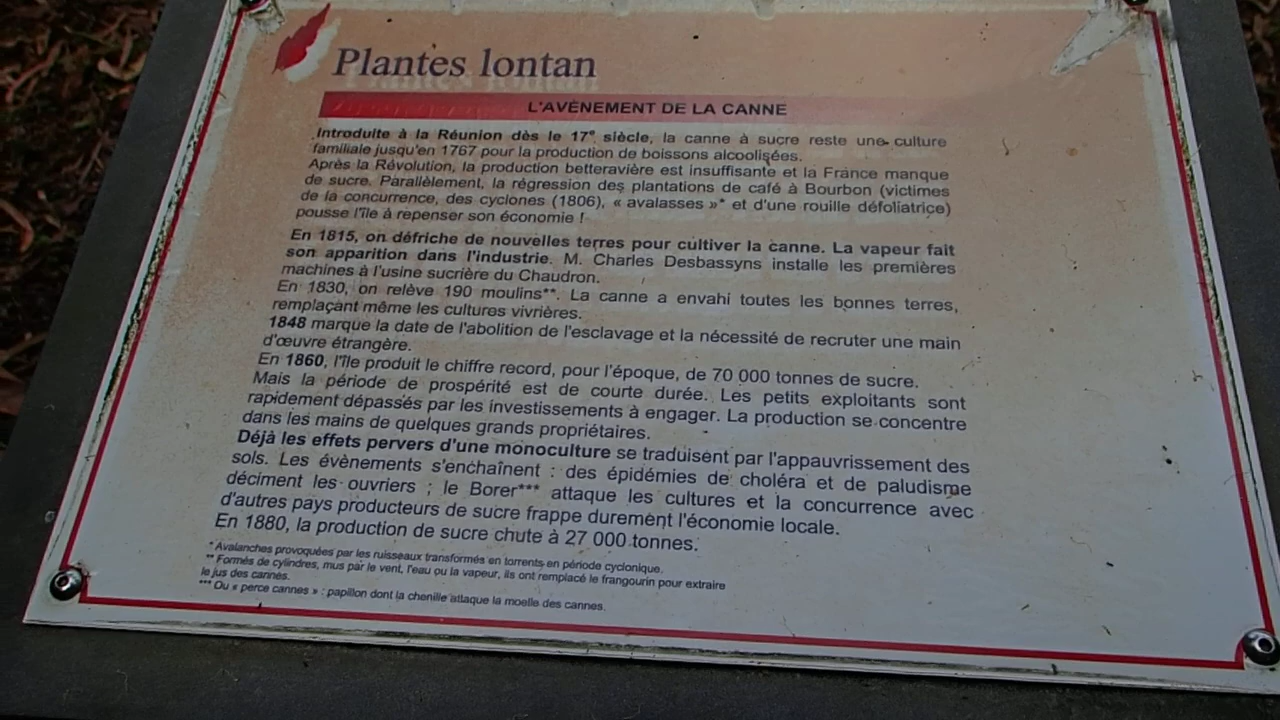 Plantes lontan
L'AVÈNEMENT DE LA CANNE
Introduite à la Réunion dès le 17e siècle, la canne à sucre reste une culture
familiale jusqu'en 1767 pour la production de boissons alcoolisées.
Après la Révolution, la production betteravière est insuffisante et la France manque
de sucre. Parallèlement, la régression des plantations de café à Bourbon (victimes
de la concurrence, des cyclones (1806), « avalasses »* et d'une rouille défoliatrice)
pousse l'île à repenser son économie !
En 1815, on défriche de nouvelles terres pour cultiver la canne. La vapeur fait
son apparition dans l'industrie. M. Charles Desbassyns installe les premières
machines à l'usine sucrière du Chaudron.
En 1830, on relève 190 moulins**. La canne a envahi toutes les bonnes terres,
remplaçant même les cultures vivrières.
1848 marque la date de l'abolition de l'esclavage et la nécessité de recruter une main
d'œuvre étrangère.
En 1860, l'île produit le chiffre record, pour l'époque, de 70 000 tonnes de sucre.
Mais la période de prospérité est de courte durée. Les petits exploitants sont
rapidement dépassés par les investissements à engager. La production se concentre
dans les mains de quelques grands propriétaires.
Déjà les effets pervers d'une monoculture se traduisent par l'appauvrissement des
sols. Les évènements s'enchaînent : des épidémies de choléra et de paludisme
déciment les ouvriers ; le Borer*** attaque les cultures et la concurrence avec
d'autres pays producteurs de sucre frappe durement l'économie locale.
En 1880, la production de sucre chute à 27 000 tonnes.
* Avalanches provoquées par les ruisseaux transformés en torrents en période cyclonique.
** Formés de cylindres, mus par le vent, l'eau ou la vapeur, ils ont remplacé le frangourin pour extraire
le jus des cannes.
*** Ou « perce cannes » : papillon dont la chenille attaque la moelle des cannes.